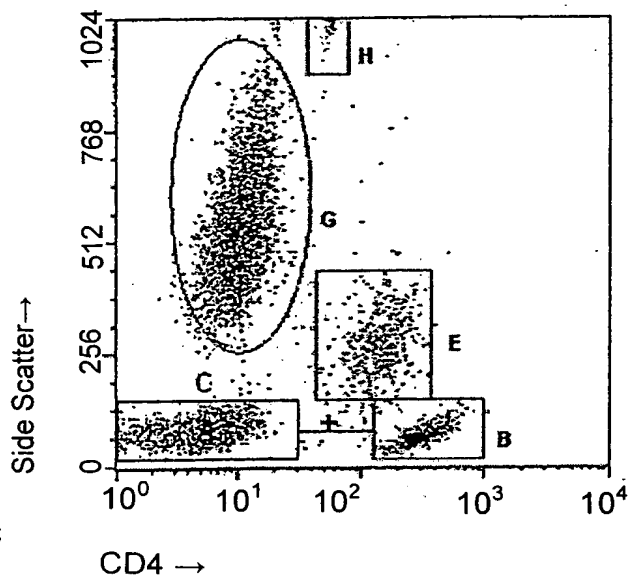 1024
H
768
G
512
Side Scatter→
256
E
C
+
B
0
10⁰ 10¹ 10² 10³ 10⁴
CD4 →